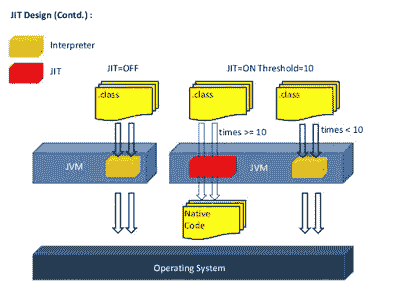 JIT Design (Contd.) :
Interpreter
JIT
JIT=OFF
JIT=ON Threshold=10
.class
.class
.class
times >= 10
times < 10
JVM
JVM
Native
Code
Operating System